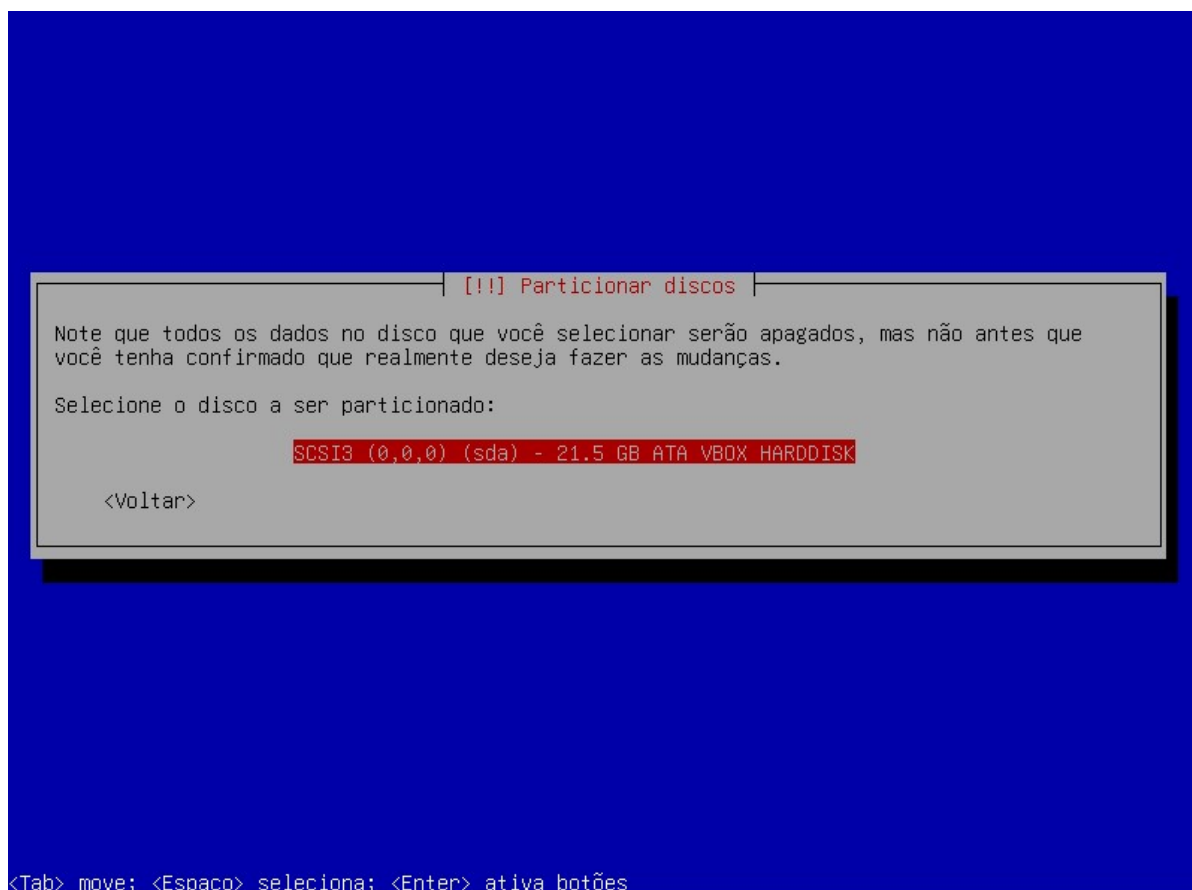 [!!] Particionar discos
Note que todos os dados no disco que você selecionar serão apagados, mas não antes que
você tenha confirmado que realmente deseja fazer as mudanças.
Selecione o disco a ser particionado:
SCSI3 (0,0,0) (sda) - 21.5 GB ATA VBOX HARDDISK
<Voltar>
<Tab> move; <Espaco> seleciona; <Enter> ativa botões